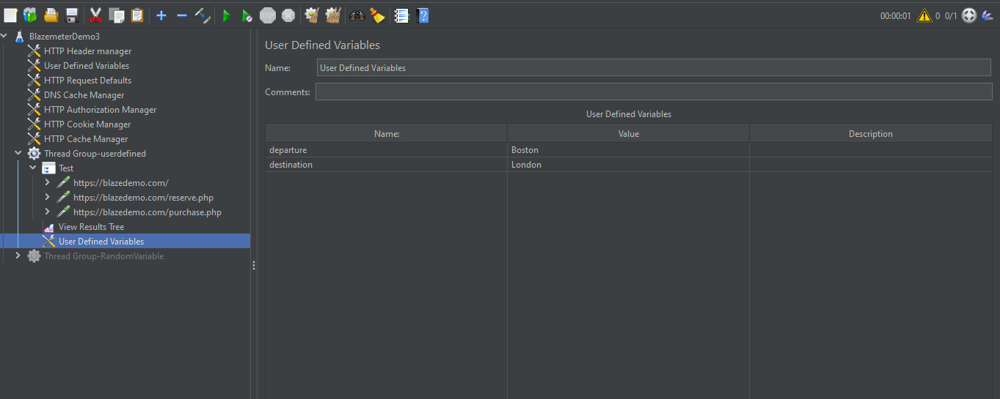 00:00:01 0 0/1
BlazemeterDemo3
HTTP Header manager
User Defined Variables
HTTP Request Defaults
DNS Cache Manager
HTTP Authorization Manager
HTTP Cookie Manager
HTTP Cache Manager
Thread Group-userdefined
Test
https://blazedemo.com/
https://blazedemo.com/reserve.php
https://blazedemo.com/purchase.php
View Results Tree
User Defined Variables
Thread Group-RandomVariable
User Defined Variables
Name: User Defined Variables
Comments:
User Defined Variables
Name: Value Description
departure Boston
destination London